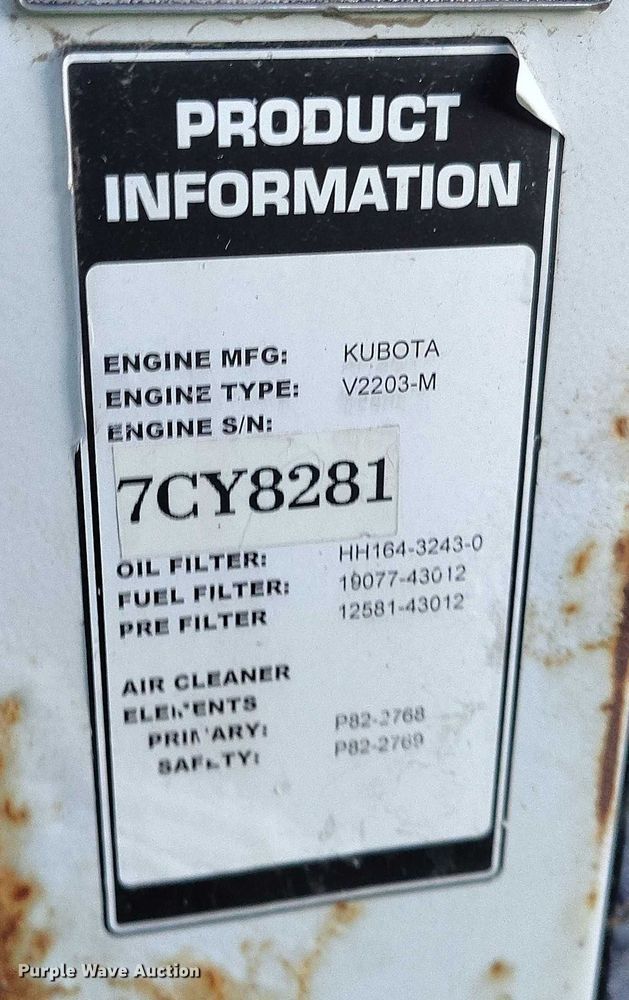 PRODUCT
INFORMATION
ENGINE MFG: KUBOTA
ENGINE TYPE: V2203-M
ENGINE S/N:
7CY8281
OIL FILTER: HH164-3243-0
FUEL FILTER: 19077-43012
PRE FILTER 12581-43012
AIR CLEANER
ELEMENTS
PRIMARY: P82-2768
SAFETY: P82-2769
Purple Wave Auction